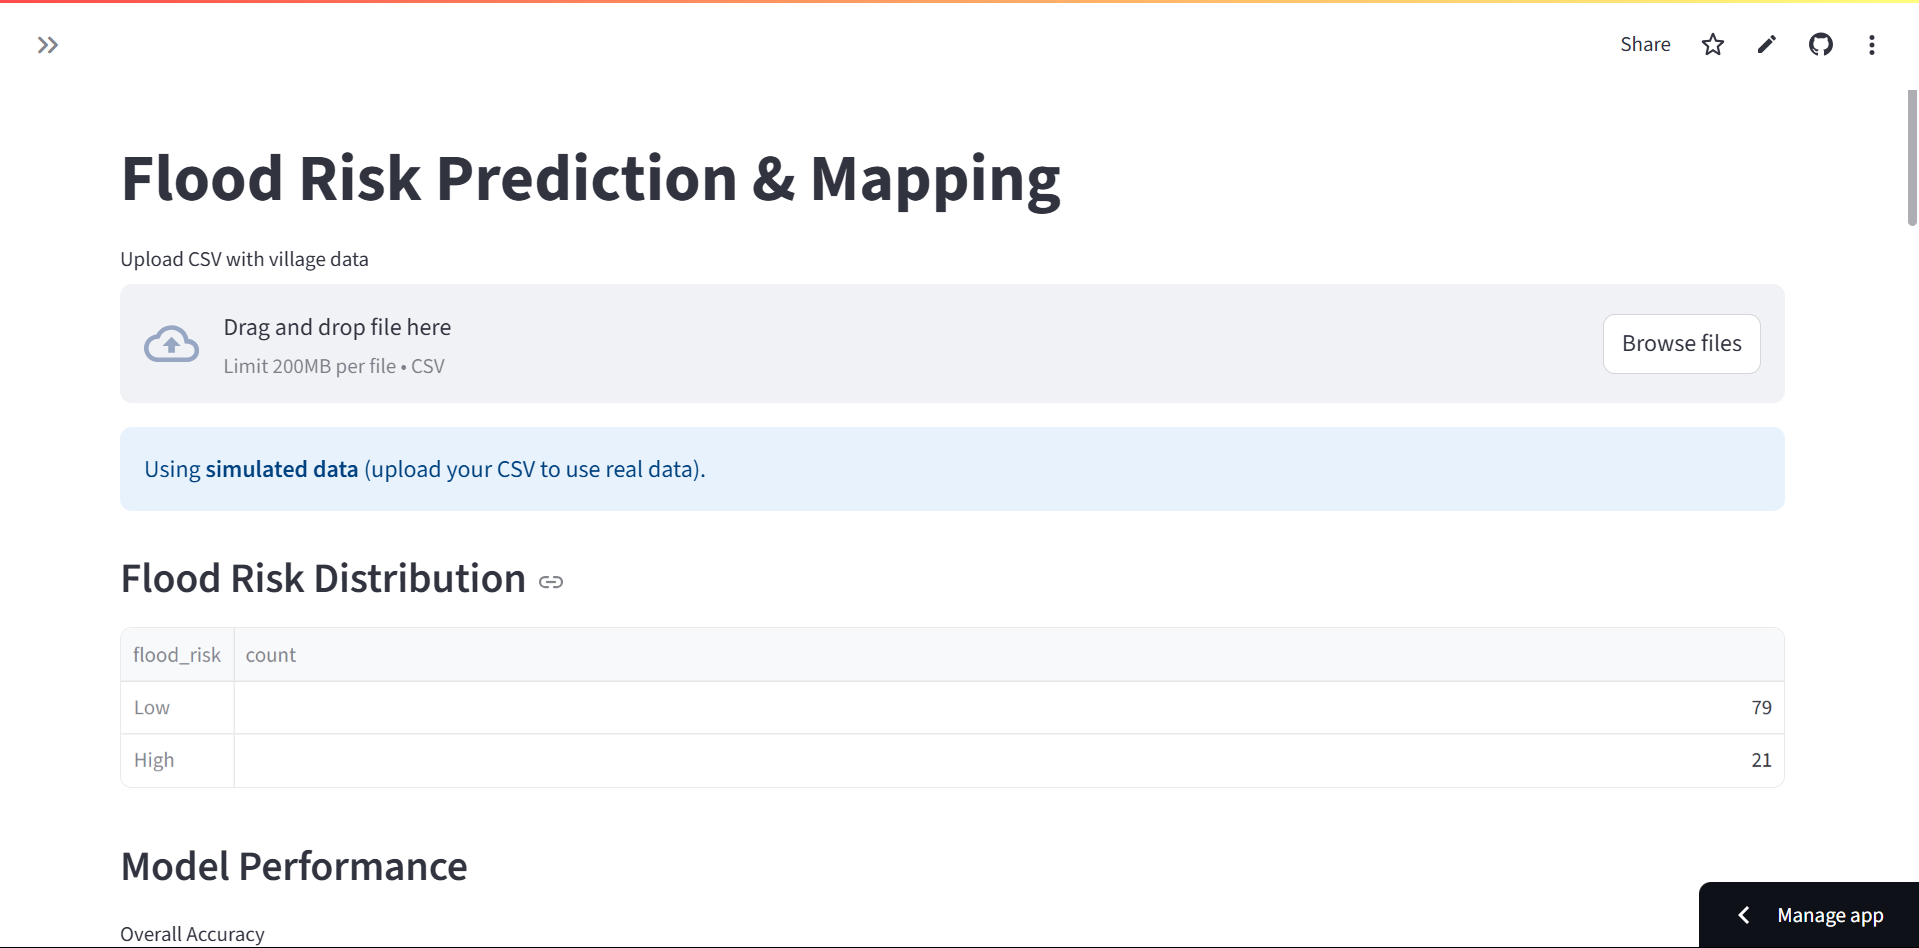 Share
Flood Risk Prediction & Mapping
Upload CSV with village data
Drag and drop file here
Limit 200MB per file • CSV
Browse files
Using simulated data (upload your CSV to use real data).
Flood Risk Distribution
flood_risk count
Low 79
High 21
Model Performance
Overall Accuracy
Manage app